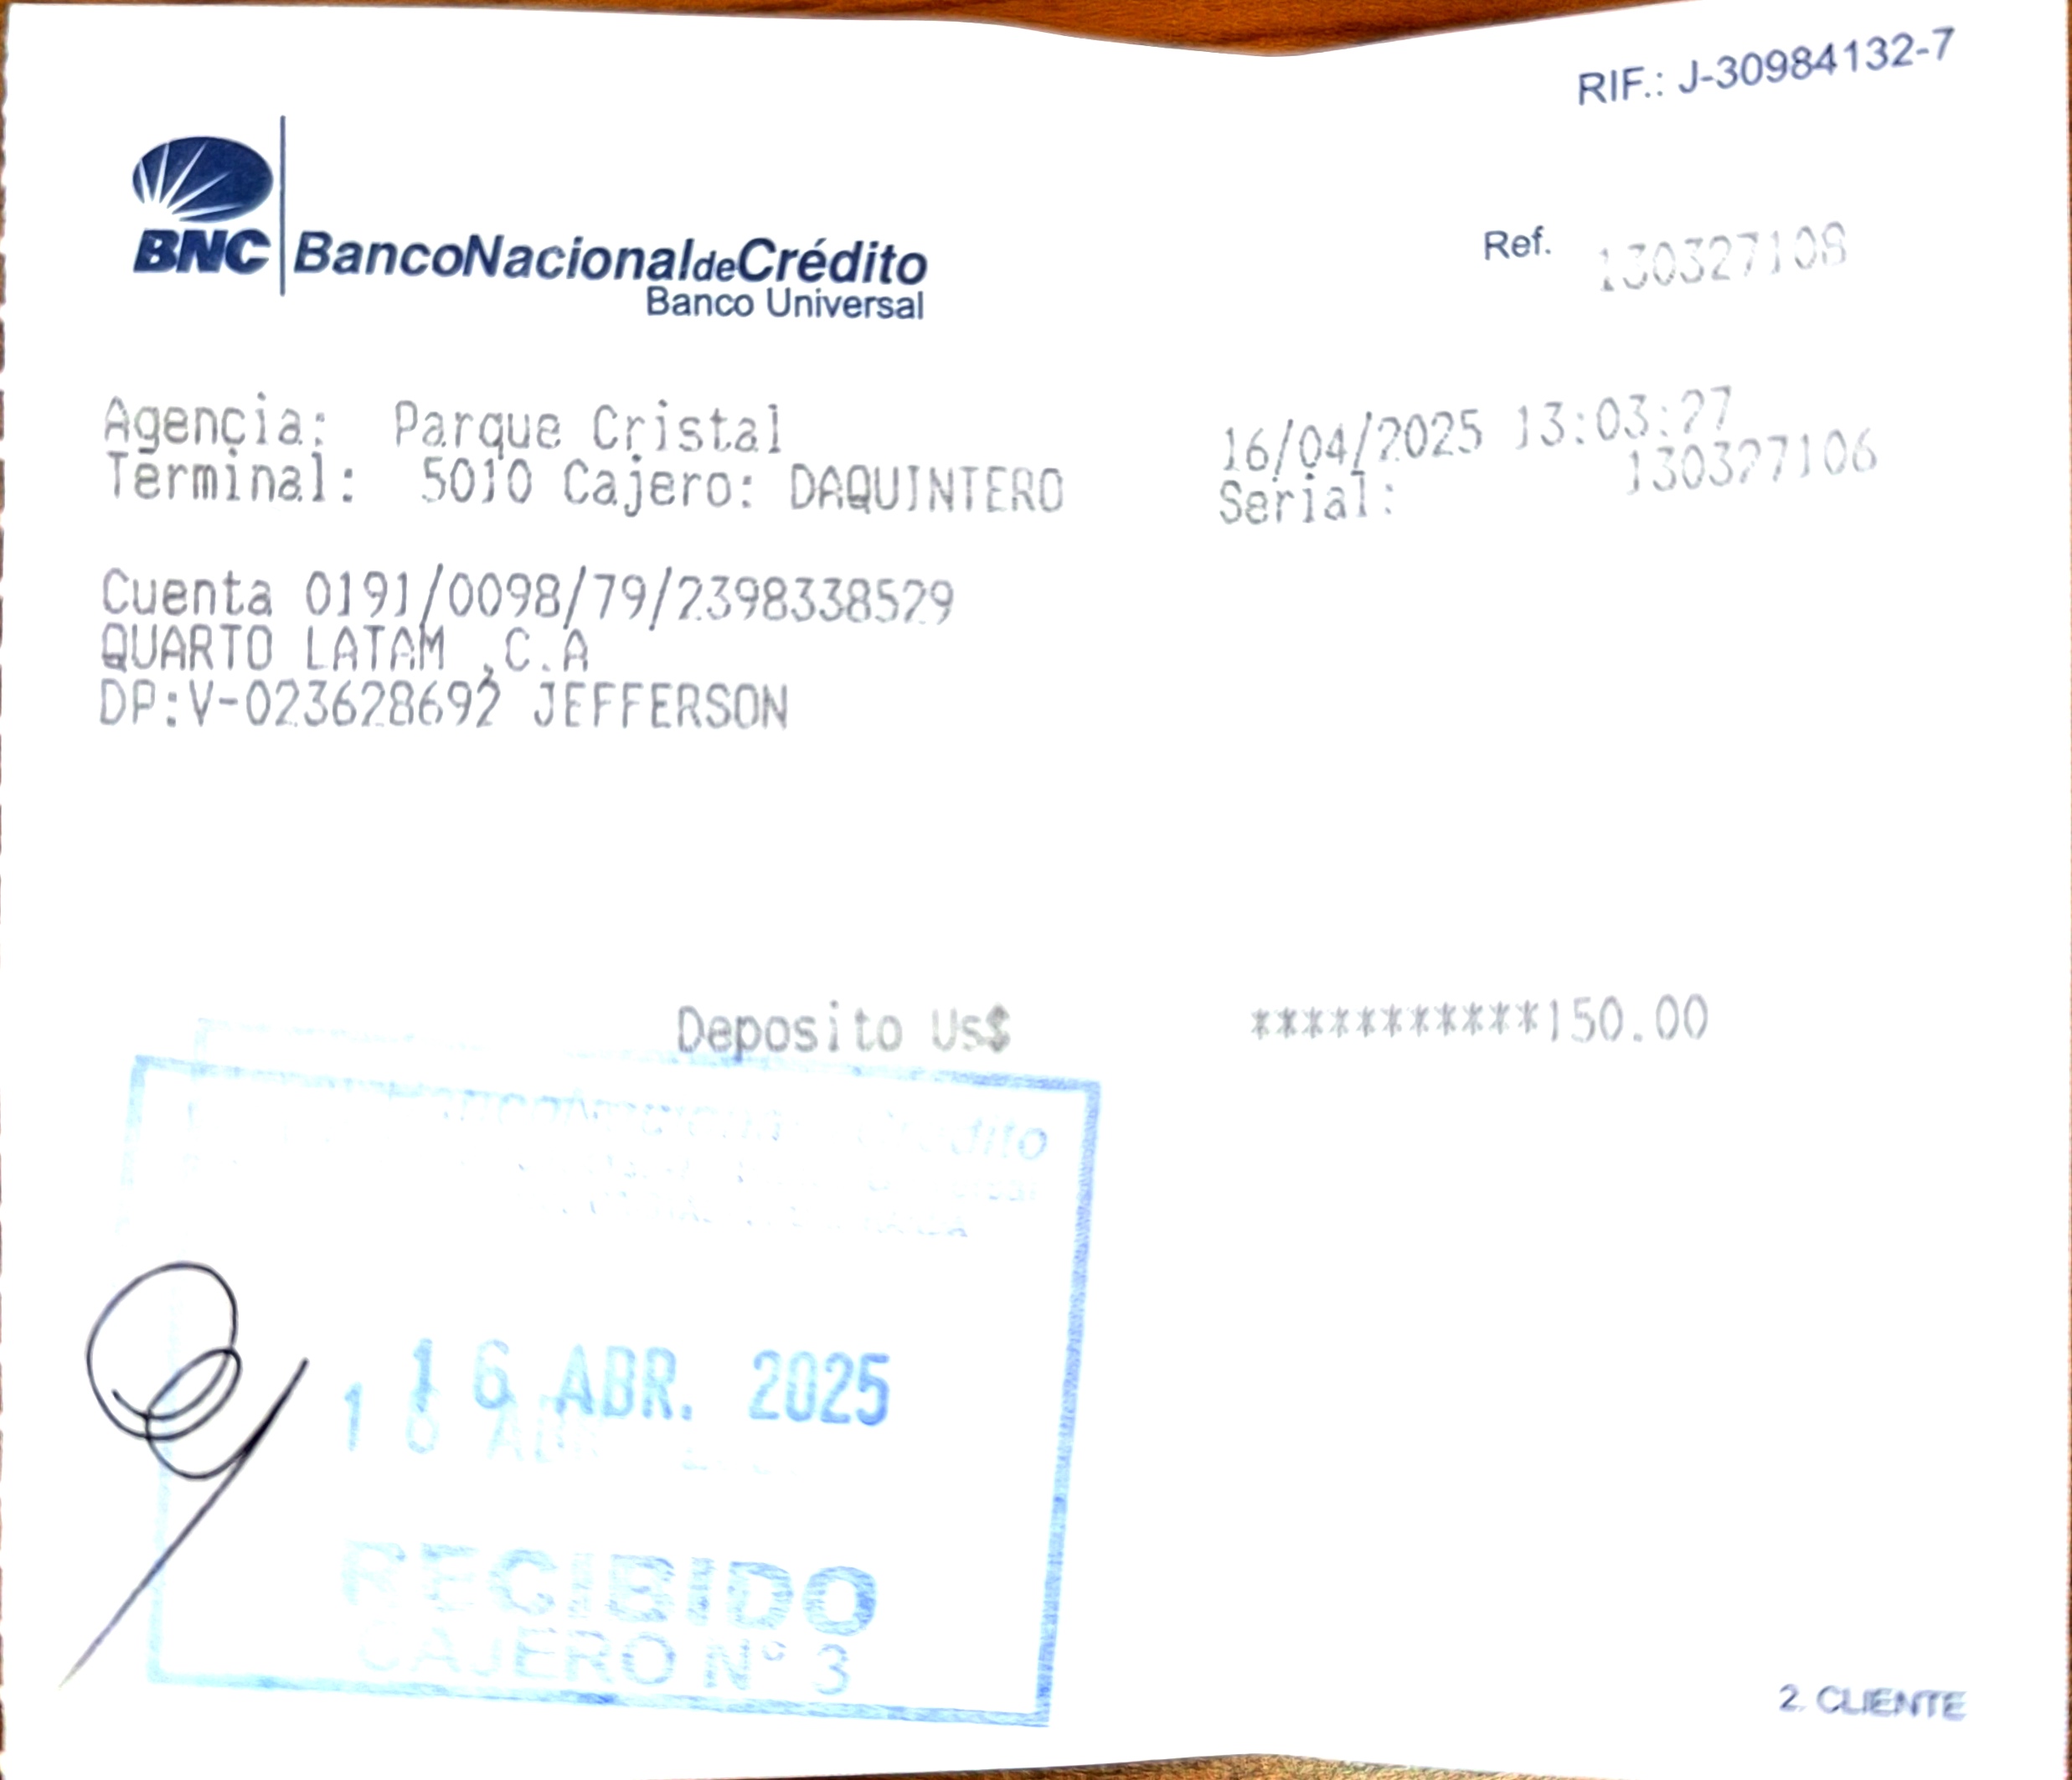 RIF.: J-30984132-7
BNC BancoNacionaldeCrédito
Banco Universal
Ref. 130327108
Agencia: Parque Cristal 16/04/2025 13:03:27
Terminal: 5010 Cajero: DAQUINTERO Serial: 130327106
Cuenta 0191/0098/79/2398338529
QUARTO LATAM ,C.A
DP:V-023628692 JEFFERSON
Deposito Us$ ***********150.00
16 ABR. 2025
RECIBIDO
CAJERO N° 3
2. CLIENTE